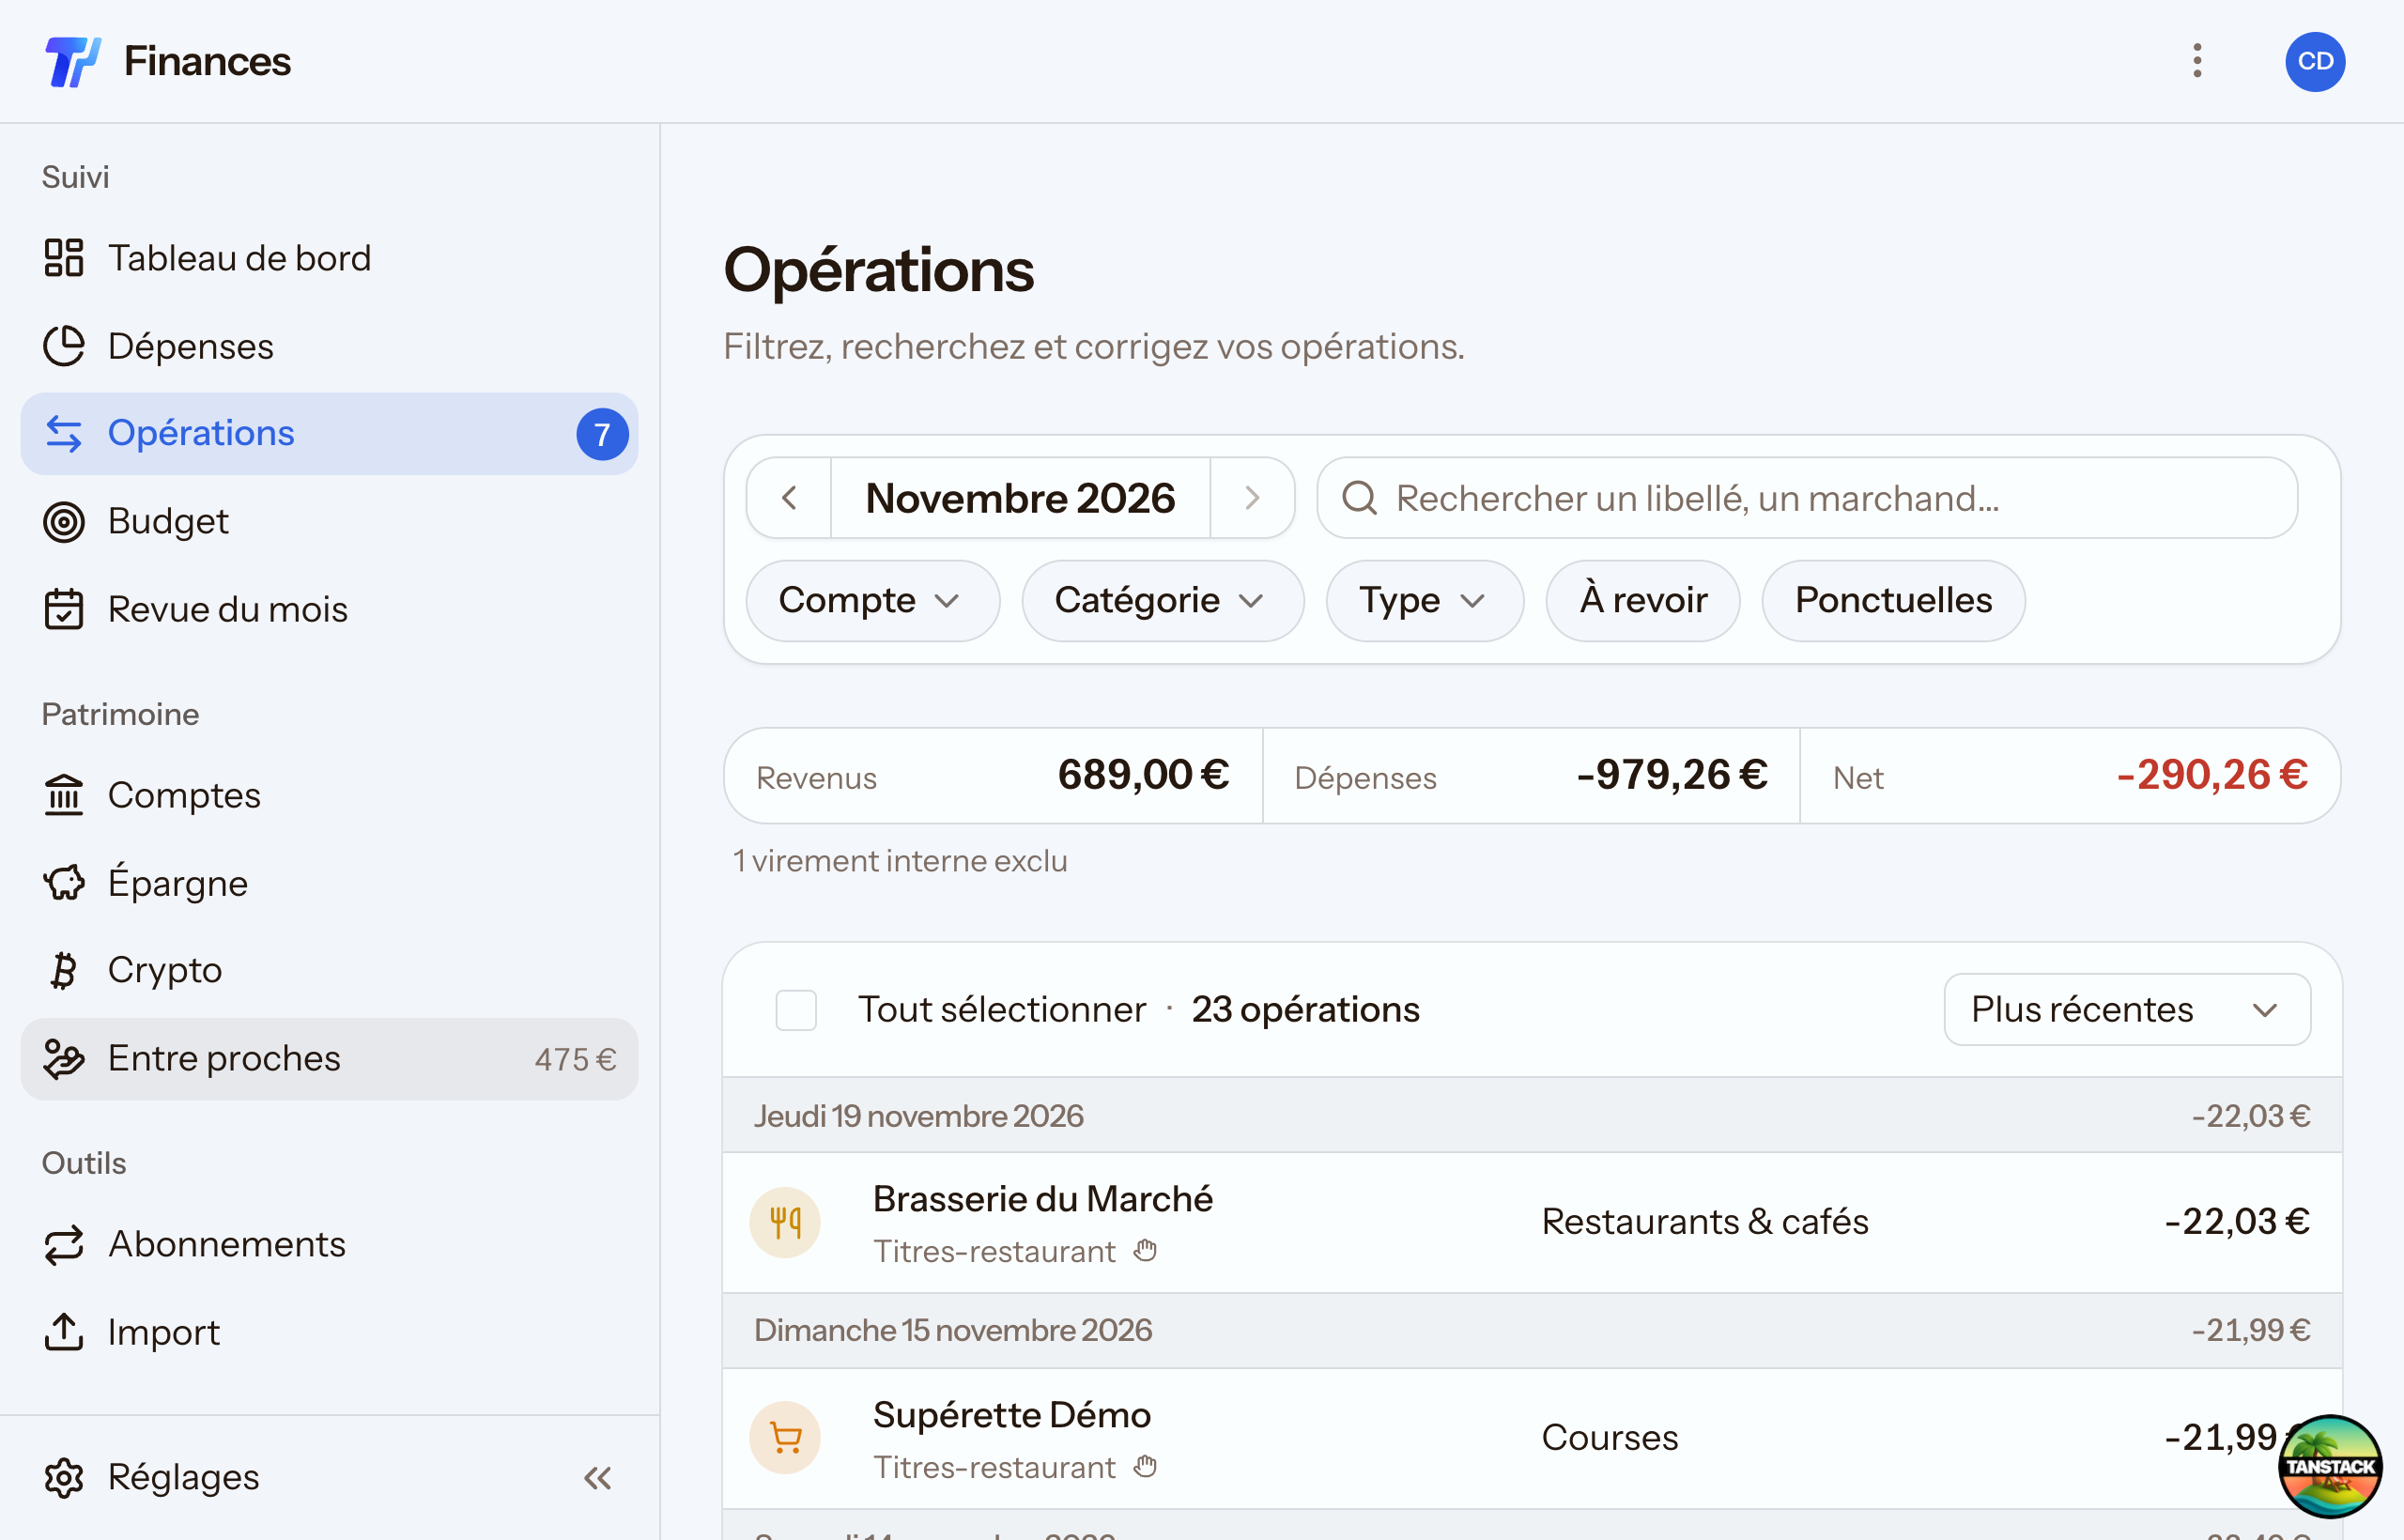 Finances
CD
Suivi
Tableau de bord
Dépenses
Opérations 7
Budget
Revue du mois
Patrimoine
Comptes
Épargne
Crypto
Entre proches 475 €
Outils
Abonnements
Import
Réglages
Opérations
Filtrez, recherchez et corrigez vos opérations.
Novembre 2026 Rechercher un libellé, un marchand...
Compte Catégorie Type À revoir Ponctuelles
Revenus 689,00 € Dépenses -979,26 € Net -290,26 €
1 virement interne exclu
Tout sélectionner · 23 opérations Plus récentes
Jeudi 19 novembre 2026 -22,03 €
Brasserie du Marché Restaurants & cafés -22,03 €
Titres-restaurant
Dimanche 15 novembre 2026 -21,99 €
Supérette Démo Courses -21,99
Titres-restaurant
TANSTACK